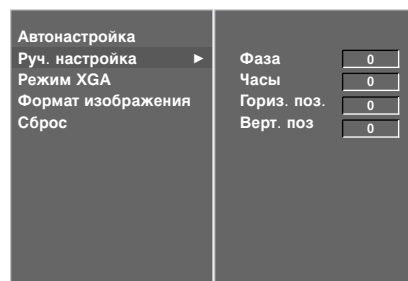 Автонастройка
Руч. настройка ►
Режим XGA
Формат изображения
Сброс
Фаза 0
Часы 0
Гориз. поз. 0
Верт. поз 0